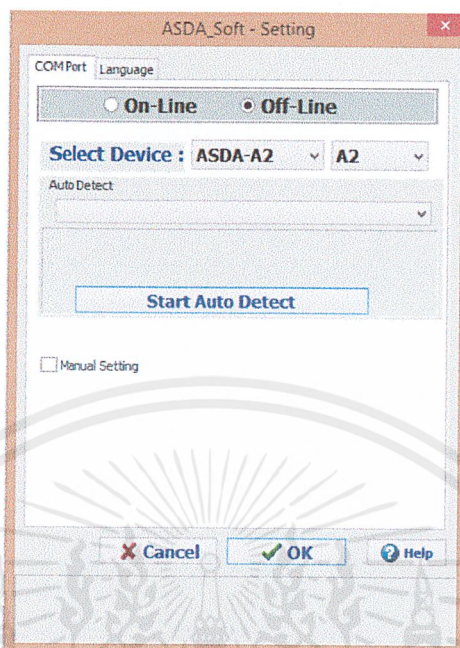 ASDA_Soft - Setting
COM Port Language
On-Line Off-Line
Select Device : ASDA-A2 A2
Auto Detect
Start Auto Detect
Manual Setting
Cancel OK Help